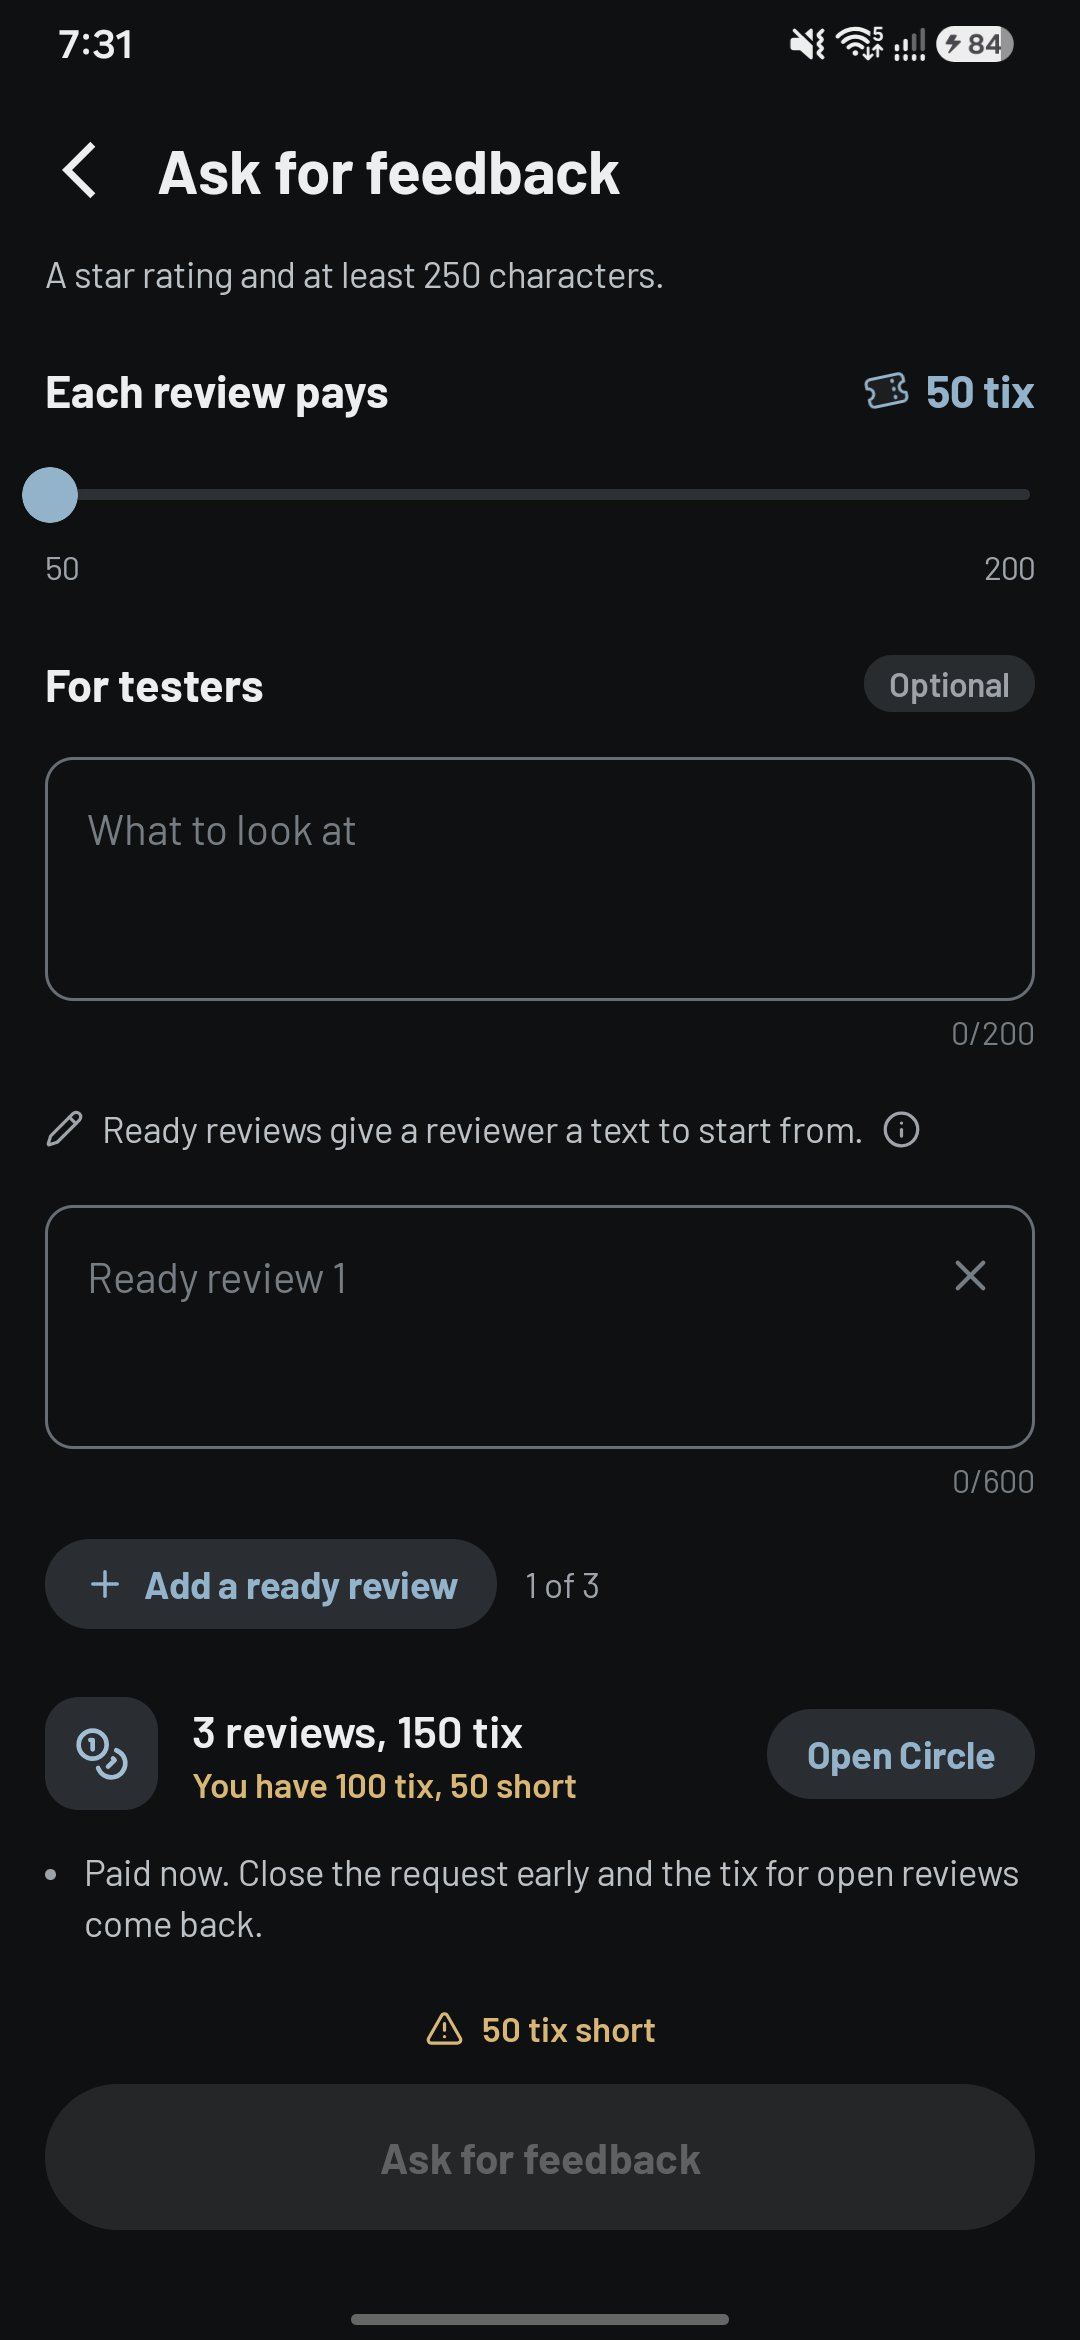 7:31
5
84
Ask for feedback
A star rating and at least 250 characters.
Each review pays
50 tix
50
200
For testers
Optional
What to look at
0/200
Ready reviews give a reviewer a text to start from.
Ready review 1
0/600
Add a ready review
1 of 3
3 reviews, 150 tix
You have 100 tix, 50 short
Open Circle
Paid now. Close the request early and the tix for open reviews
come back.
50 tix short
Ask for feedback